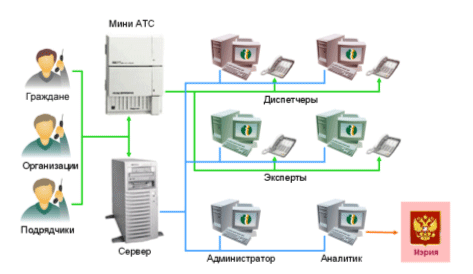 Мини АТС
Граждане
Диспетчеры
Организации
Эксперты
Подрядчики
Сервер
Администратор
Аналитик
Мэрия